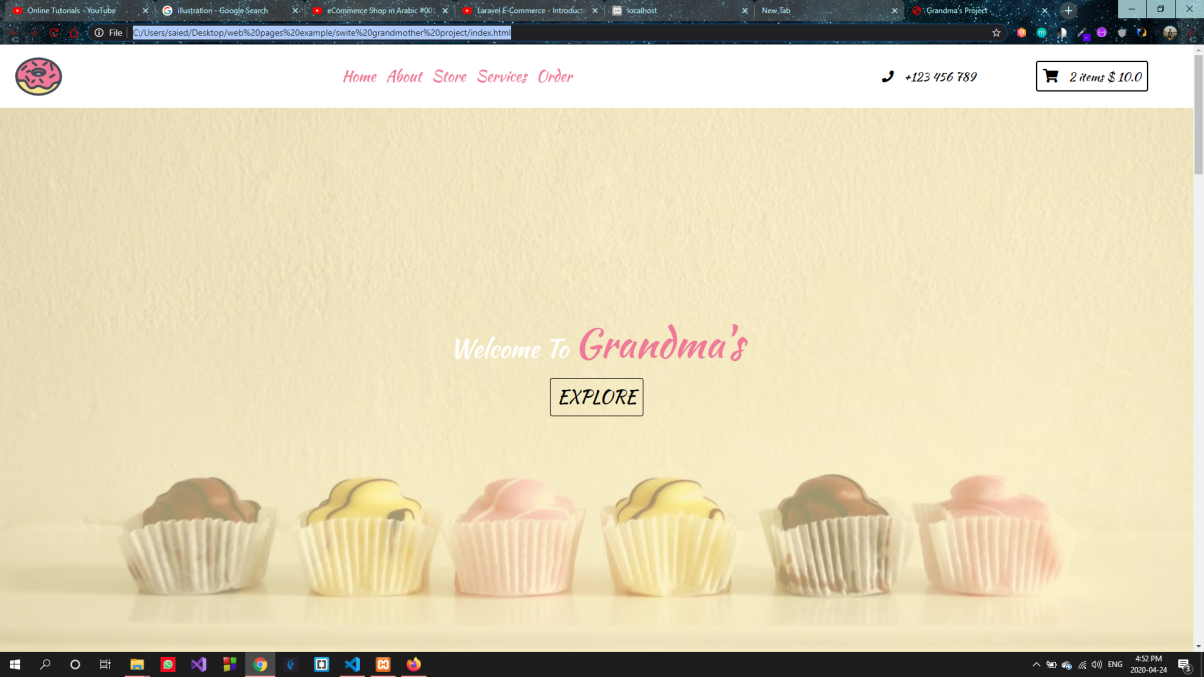 Online Tutorials - YouTube
illustration - Google Search
eCommerce Shop in Arabic #00
Laravel E-Commerce - Introduct
localhost
New Tab
Grandma's Project
File C:/Users/saied/Desktop/web%20pages%20example/swite%20grandmother%20project/index.html
Home About Store Services Order
+123 456 789
2 items $ 10.0
Welcome To Grandma's
EXPLORE
ENG
4:52 PM
2020-04-24
3